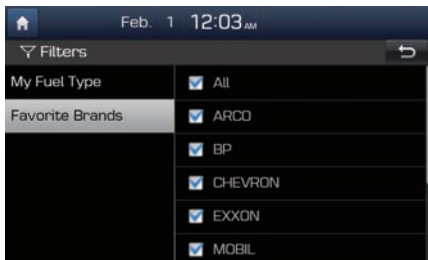 Feb. 1 12:03 AM
Filters
My Fuel Type
All
Favorite Brands
ARCO
BP
CHEVRON
EXXON
MOBIL